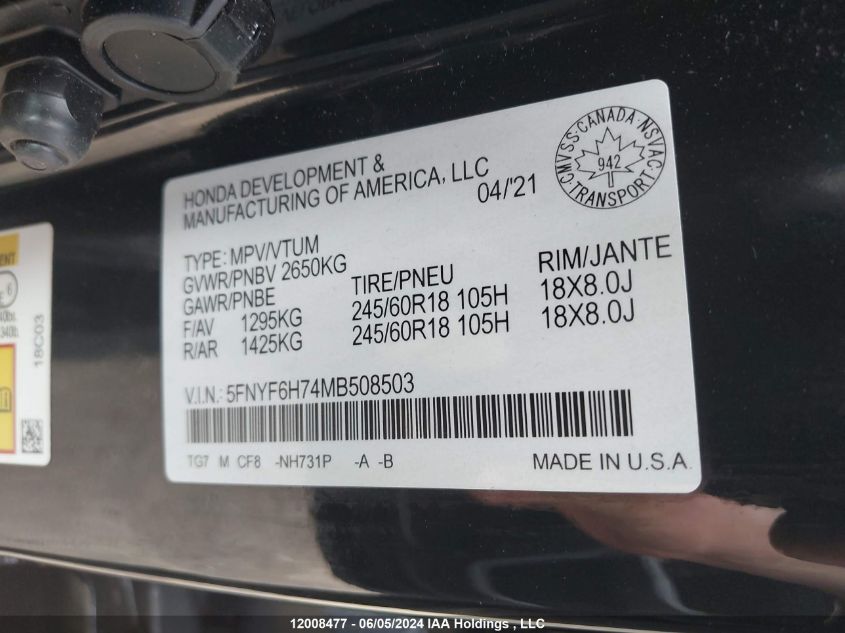 HONDA DEVELOPMENT &
MANUFACTURING OF AMERICA, LLC
04/'21
CMVSS·CANADA·NSVAC
942
TRANSPORT
TYPE: MPV/VTUM
GVWR/PNBV 2650KG
GAWR/PNBE TIRE/PNEU RIM/JANTE
F/AV 1295KG 245/60R18 105H 18X8.0J
R/AR 1425KG 245/60R18 105H 18X8.0J
V.I.N.: 5FNYF6H74MB508503
TG7 M CF8 -NH731P -A -B MADE IN U.S.A.
18C03
12008477 - 06/05/2024 IAA Holdings , LLC